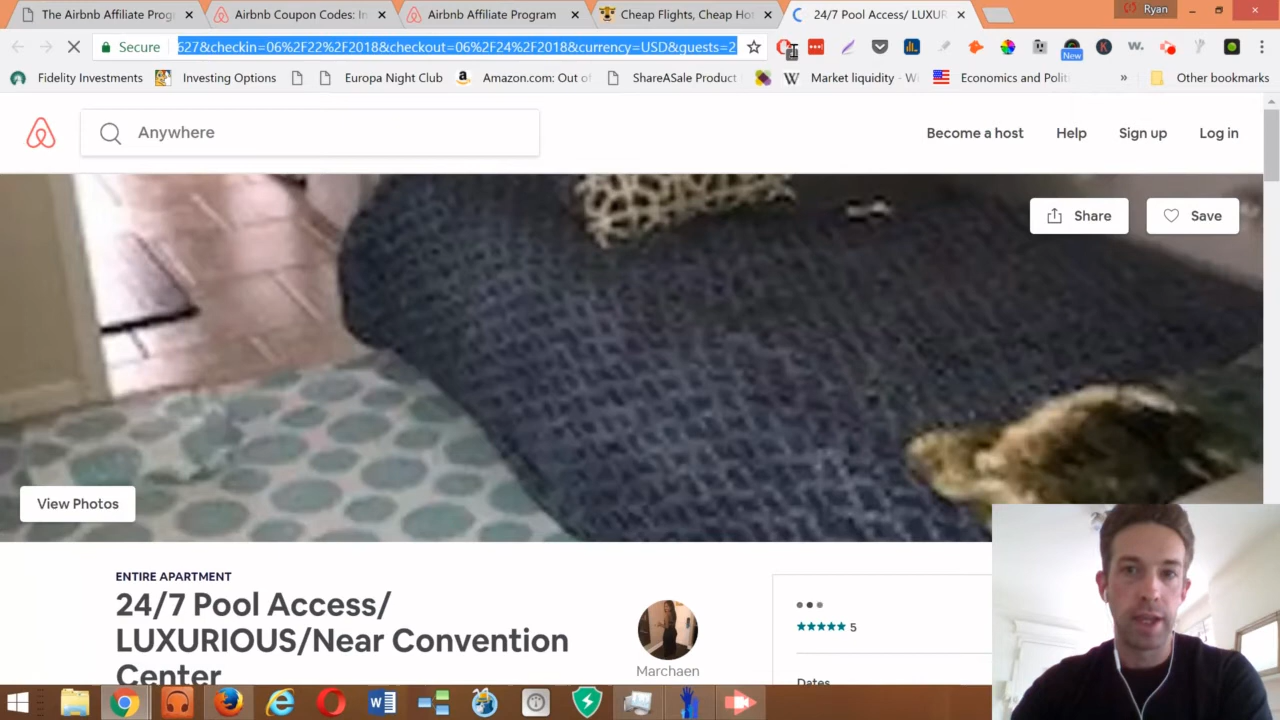 The Airbnb Affiliate Prog
Airbnb Coupon Codes: In
Airbnb Affiliate Program
Cheap Flights, Cheap Ho
24/7 Pool Access/ LUXUR
Ryan
Secure
627&checkin=06%2F22%2F2018&checkout=06%2F24%2F2018&currency=USD&guests=2
New
K
W.
Fidelity Investments
Investing Options
Europa Night Club
Amazon.com: Out of
ShareASale Product
W
Market liquidity - Wi
Economics and Polit
»
Other bookmarks
Anywhere
Become a host
Help
Sign up
Log in
Share
Save
View Photos
ENTIRE APARTMENT
24/7 Pool Access/
LUXURIOUS/Near Convention
Center
Marchaen
5
Dates